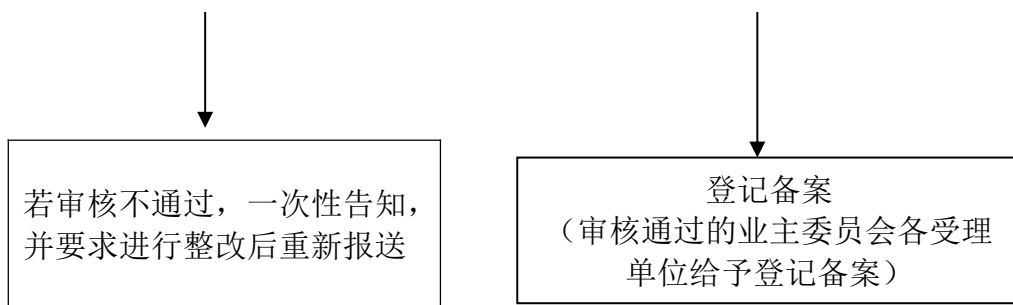 若审核不通过，一次性告知，
并要求进行整改后重新报送
登记备案
（审核通过的业主委员会各受理
单位给予登记备案）